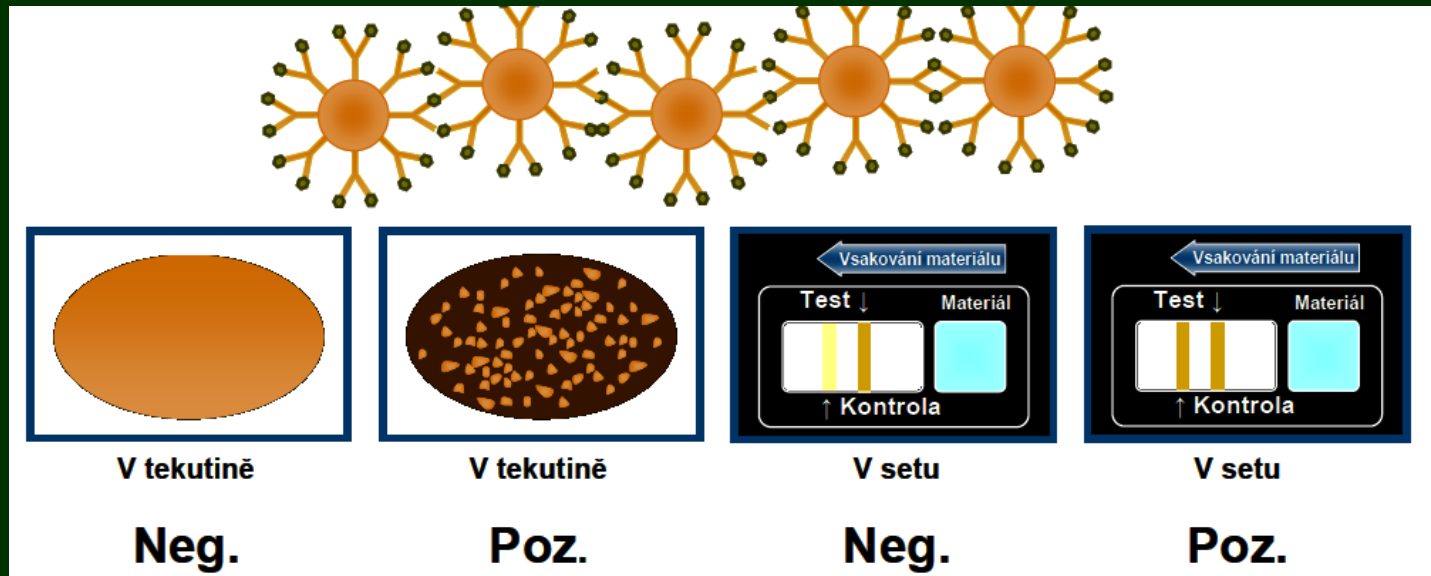 Vsakování materiálu
Test ↓
Materiál
↑ Kontrola
Vsakování materiálu
Test ↓
Materiál
↑ Kontrola
V tekutině
V tekutině
V setu
V setu
Neg.
Poz.
Neg.
Poz.